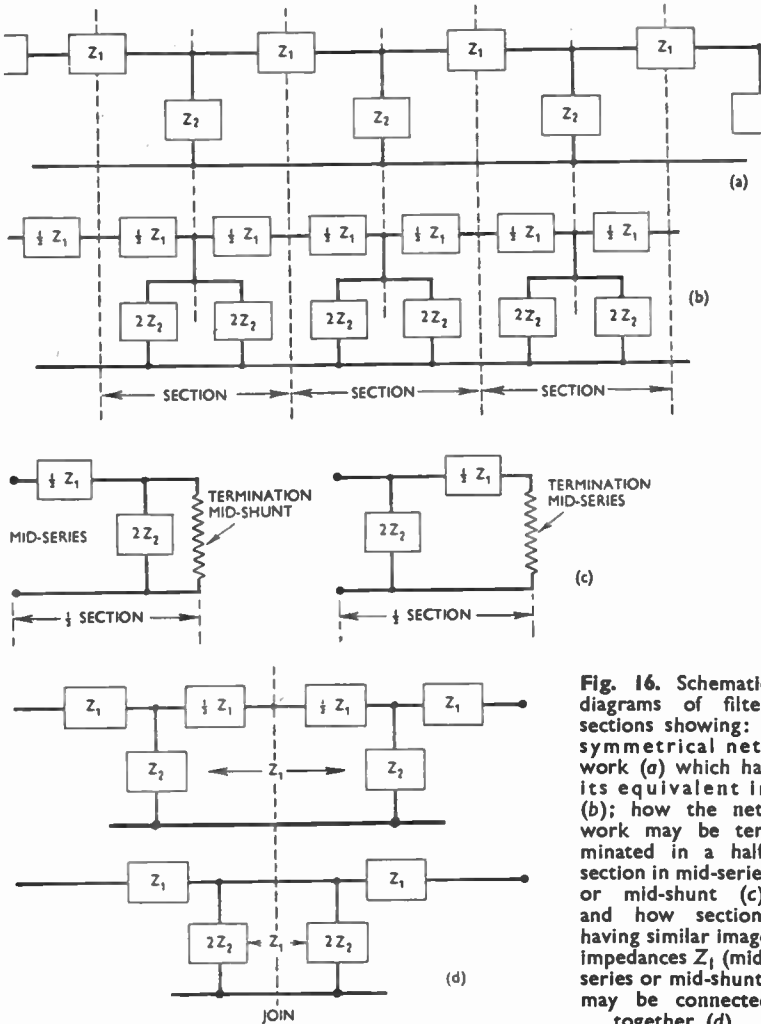 Z₁ Z₁ Z₁ Z₁
Z₂ Z₂ Z₂
(a)
½ Z₁ ½ Z₁ ½ Z₁ ½ Z₁ ½ Z₁ ½ Z₁ ½ Z₁
2Z₂ 2Z₂ 2Z₂ 2Z₂ 2Z₂ 2Z₂
(b)
SECTION SECTION SECTION
½ Z₁
MID-SERIES
2Z₂
TERMINATION
MID-SHUNT
½ SECTION
½ Z₁
2Z₂
TERMINATION
MID-SERIES
(c)
½ SECTION
Z₁ ½ Z₁ ½ Z₁ Z₁
Z₂ Z₁ Z₂
Z₁ Z₁
2Z₂ Z₁ 2Z₂
(d)
JOIN
Fig. 16. Schematic
diagrams of filter
sections showing:
symmetrical net
work (a) which ha
its equivalent in
(b); how the net
work may be ter
minated in a half
section in mid-series
or mid-shunt (c)
and how section
having similar image
impedances Z₁ (mid
series or mid-shunt
may be connected
together (d).